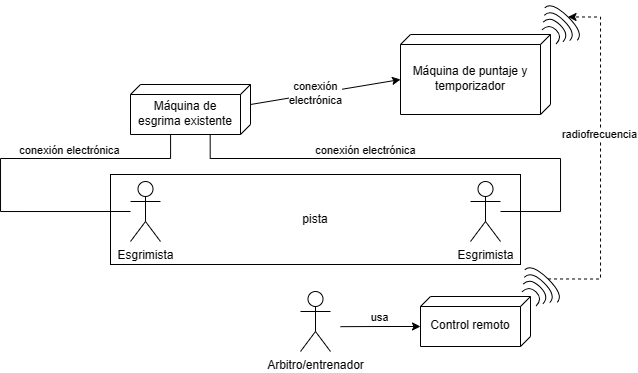 Máquina de puntaje y
temporizador
conexión
electrónica
Máquina de
esgrima existente
radiofrecuencia
conexión electrónica
conexión electrónica
pista
Esgrimista
Esgrimista
usa
Control remoto
Arbitro/entrenador